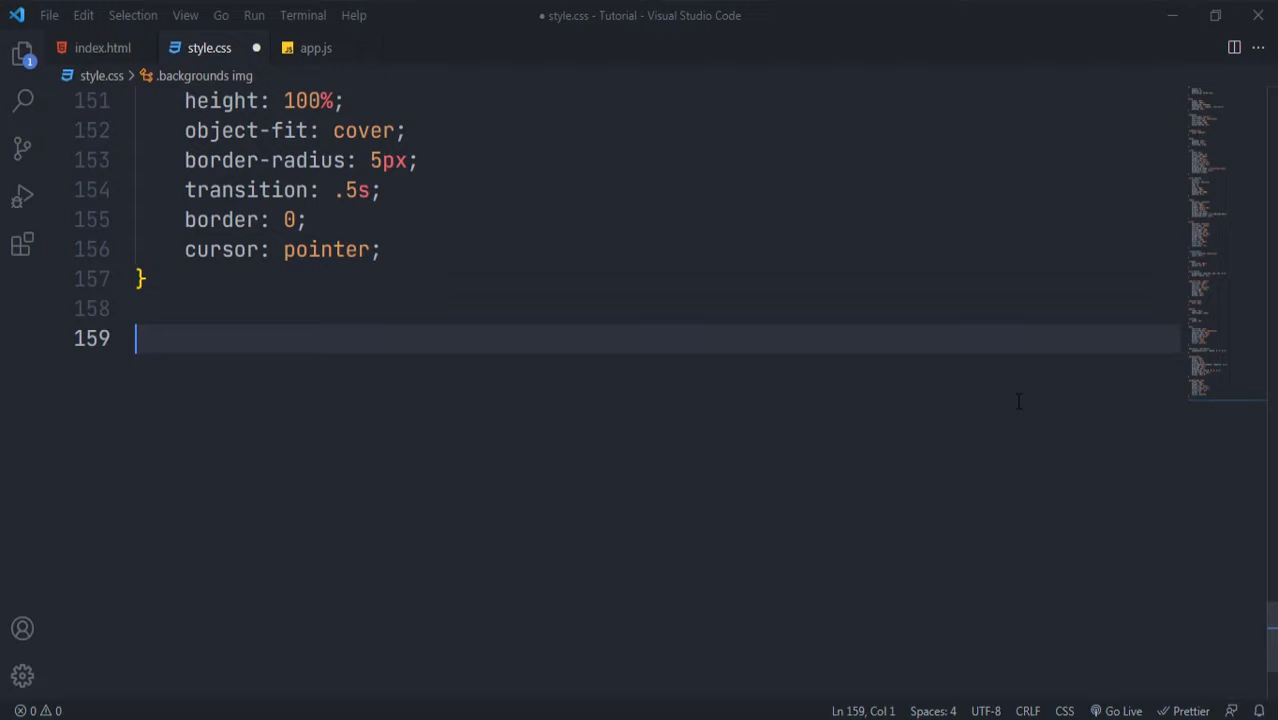 File Edit Selection View Go Run Terminal Help ● style.css - Tutorial - Visual Studio Code
index.html style.css JS app.js
style.css > .backgrounds img
1
151 height: 100%;
152 object-fit: cover;
153 border-radius: 5px;
154 transition: .5s;
155 border: 0;
156 cursor: pointer;
157 }
158
159
0 0 Ln 159, Col 1 Spaces: 4 UTF-8 CRLF CSS Go Live Prettier